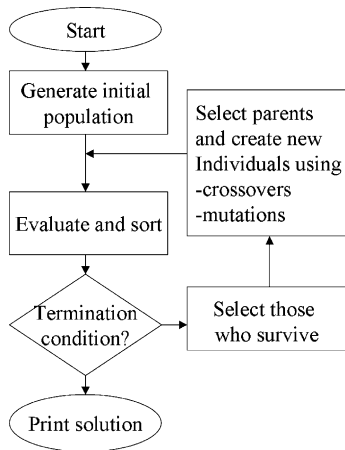 Start
Generate initial
population
Select parents
and create new
Individuals using
-crossovers
-mutations
Evaluate and sort
Termination
condition?
Select those
who survive
Print solution